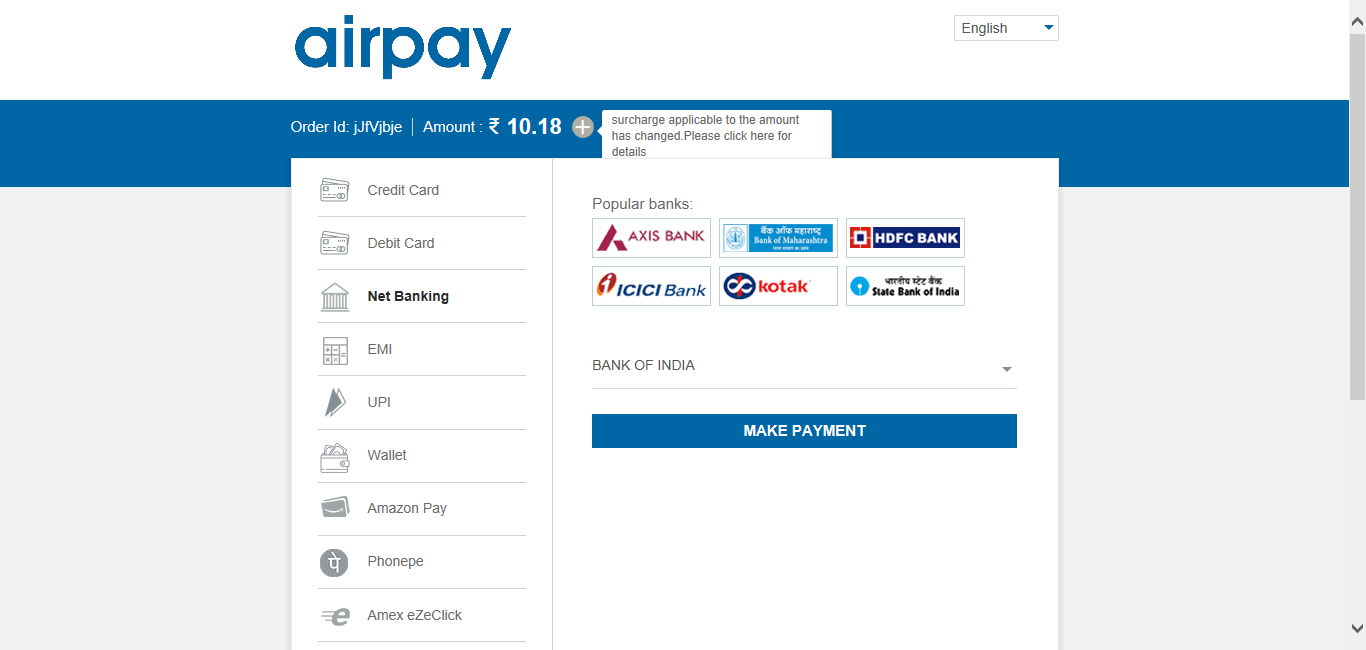 airpay
English
Order Id: jJfVjbje
Amount : ₹ 10.18
surcharge applicable to the amount
has changed.Please click here for
details
Credit Card
Debit Card
Net Banking
EMI
UPI
Wallet
Amazon Pay
Phonepe
Amex eZeClick
Popular banks:
AXIS BANK
बैंक ऑफ महाराष्ट्र
Bank of Maharashtra
HDFC BANK
ICICI Bank
kotak
भारतीय स्टेट बैंक
State Bank of India
BANK OF INDIA
MAKE PAYMENT